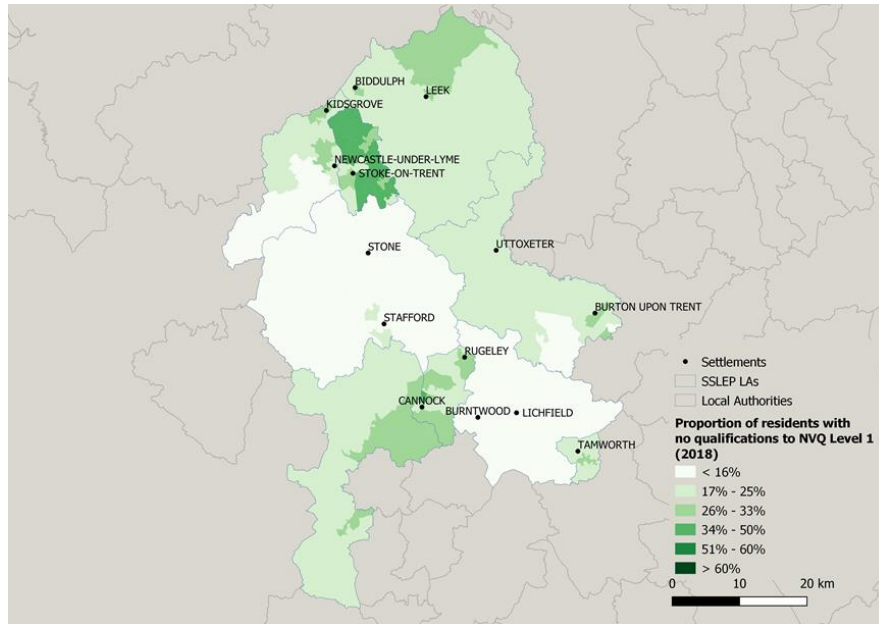 BIDDULPH
LEEK
KIDSGROVE
NEWCASTLE-UNDER-LYME
STOKE-ON-TRENT
STONE
UTTOXETER
BURTON UPON TRENT
STAFFORD
RUGELEY
CANNOCK
BURNTWOOD
LICHFIELD
TAMWORTH
Settlements
SSLEP LAs
Local Authorities
Proportion of residents with
no qualifications to NVQ Level 1
(2018)
< 16%
17% - 25%
26% - 33%
34% - 50%
51% - 60%
> 60%
0 10 20 km